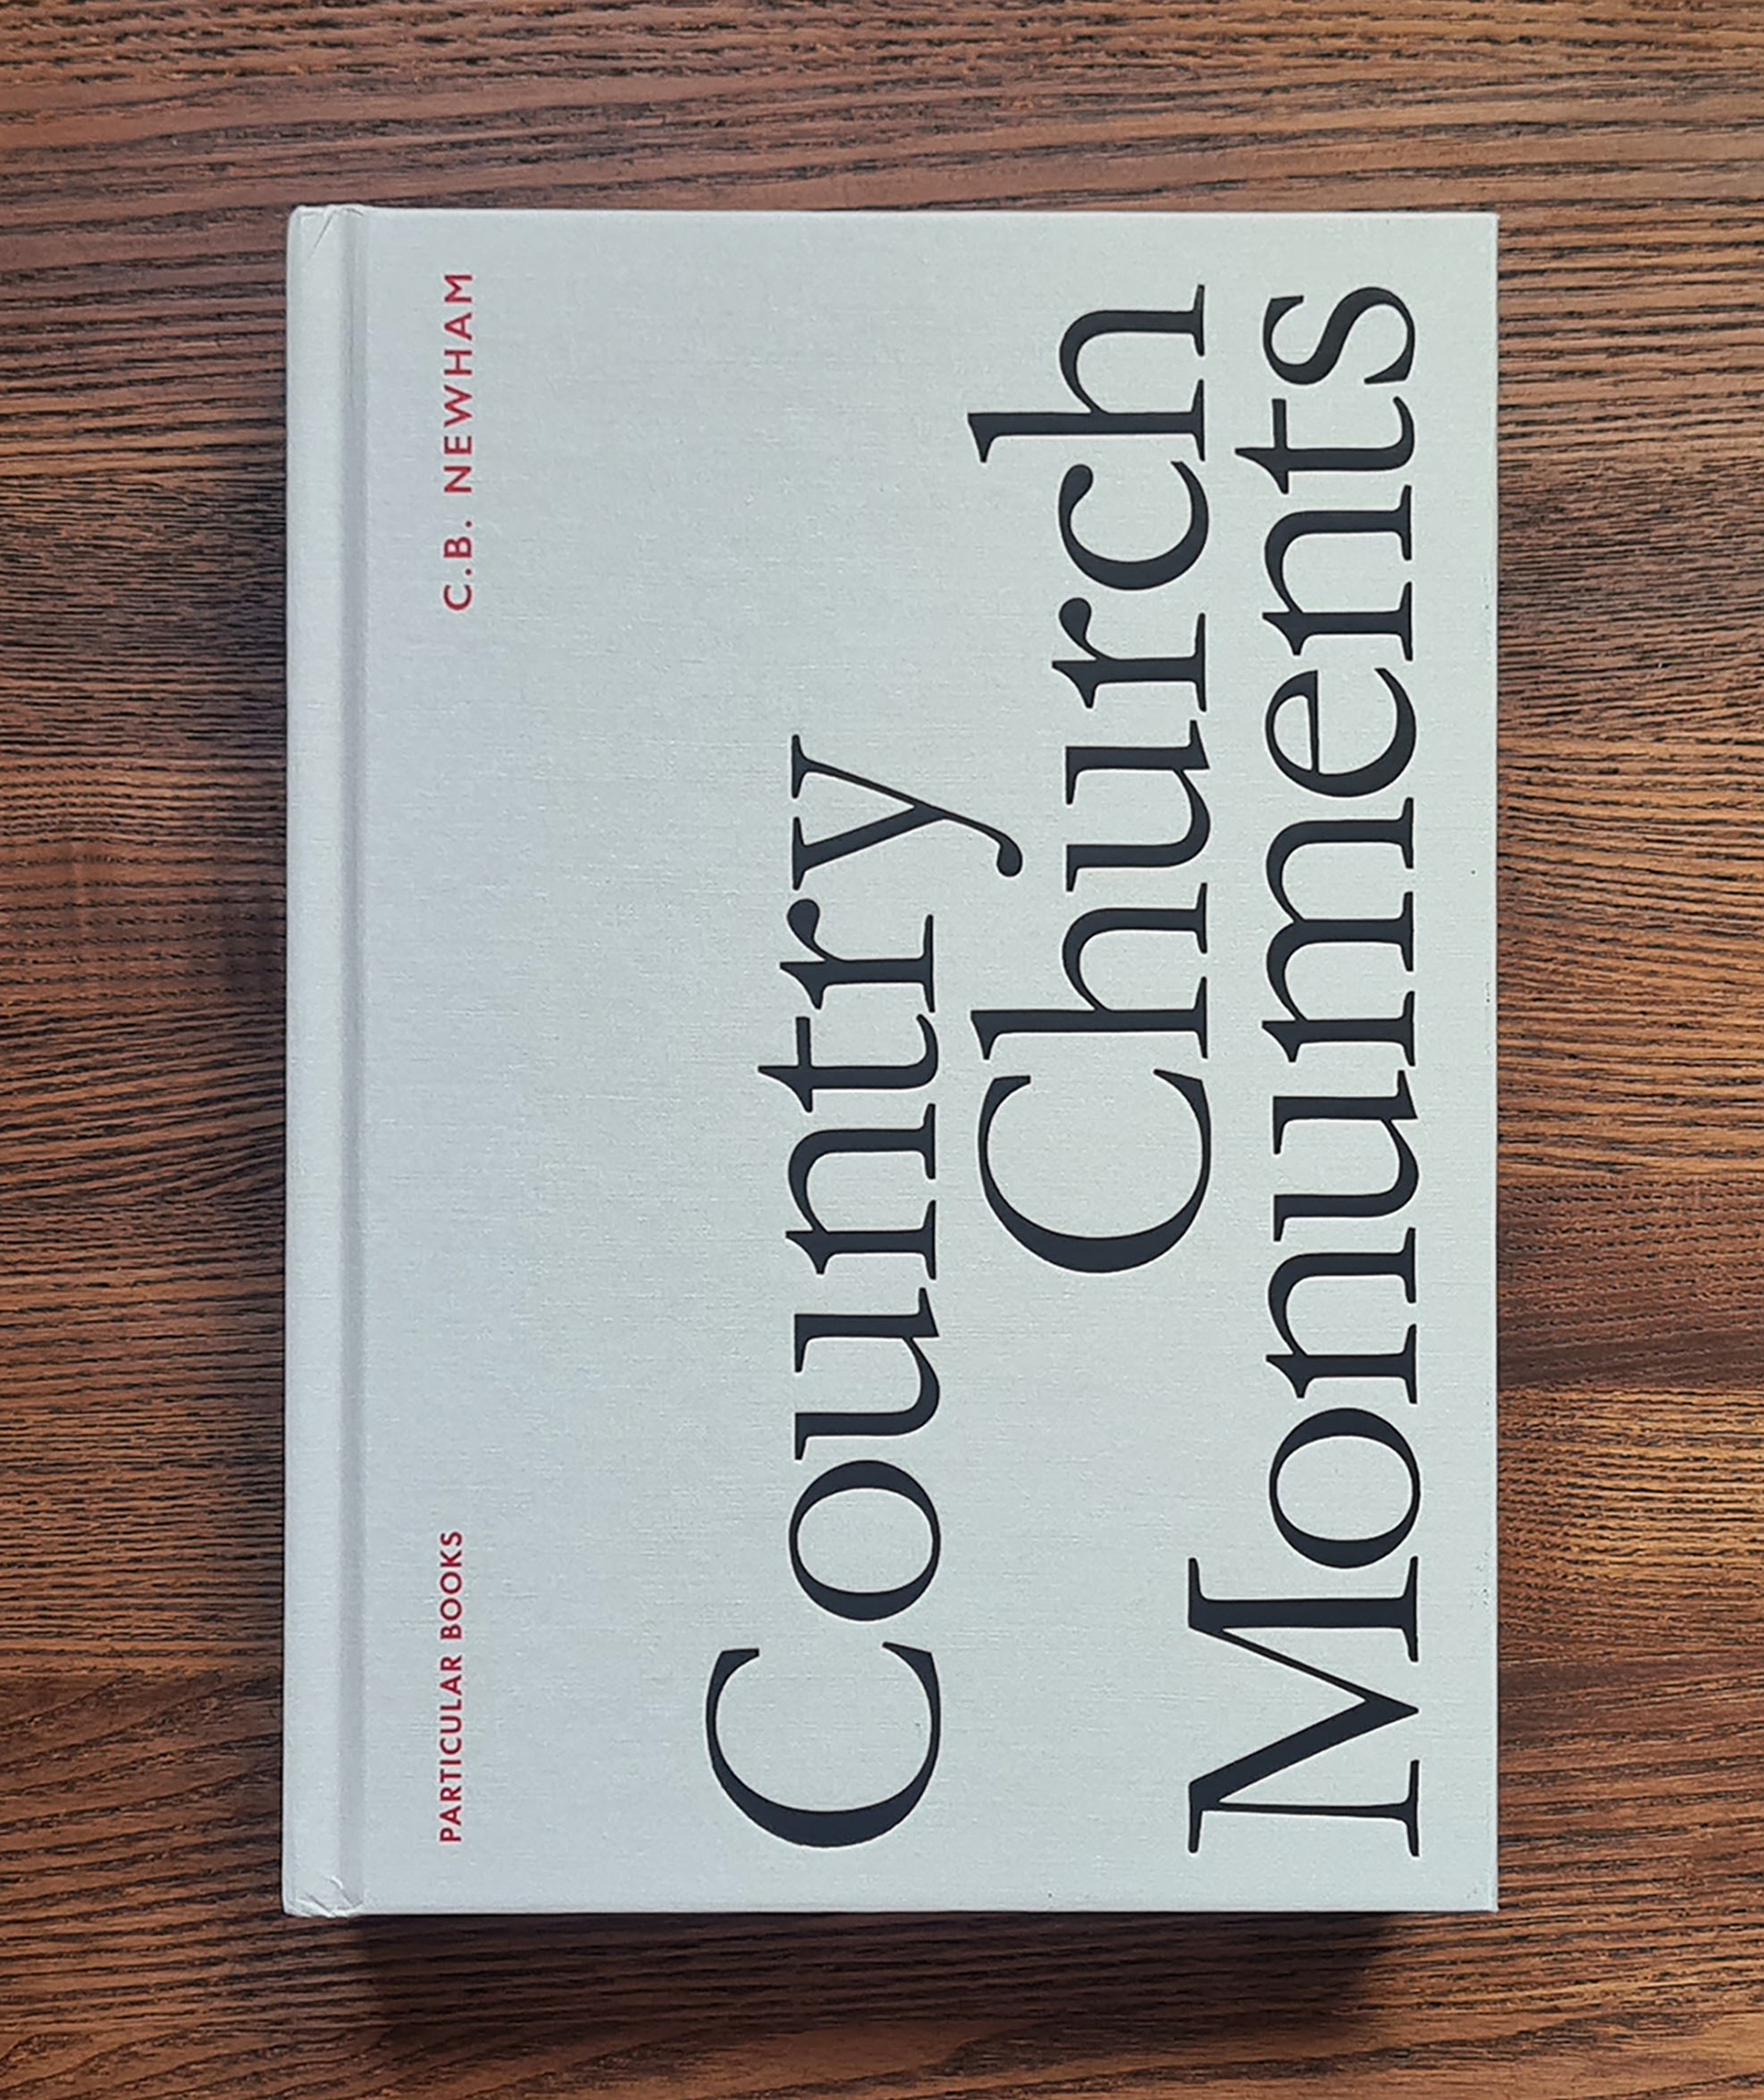 PARTICULAR BOOKS
C.B. NEWHAM
Country
Church
Monuments